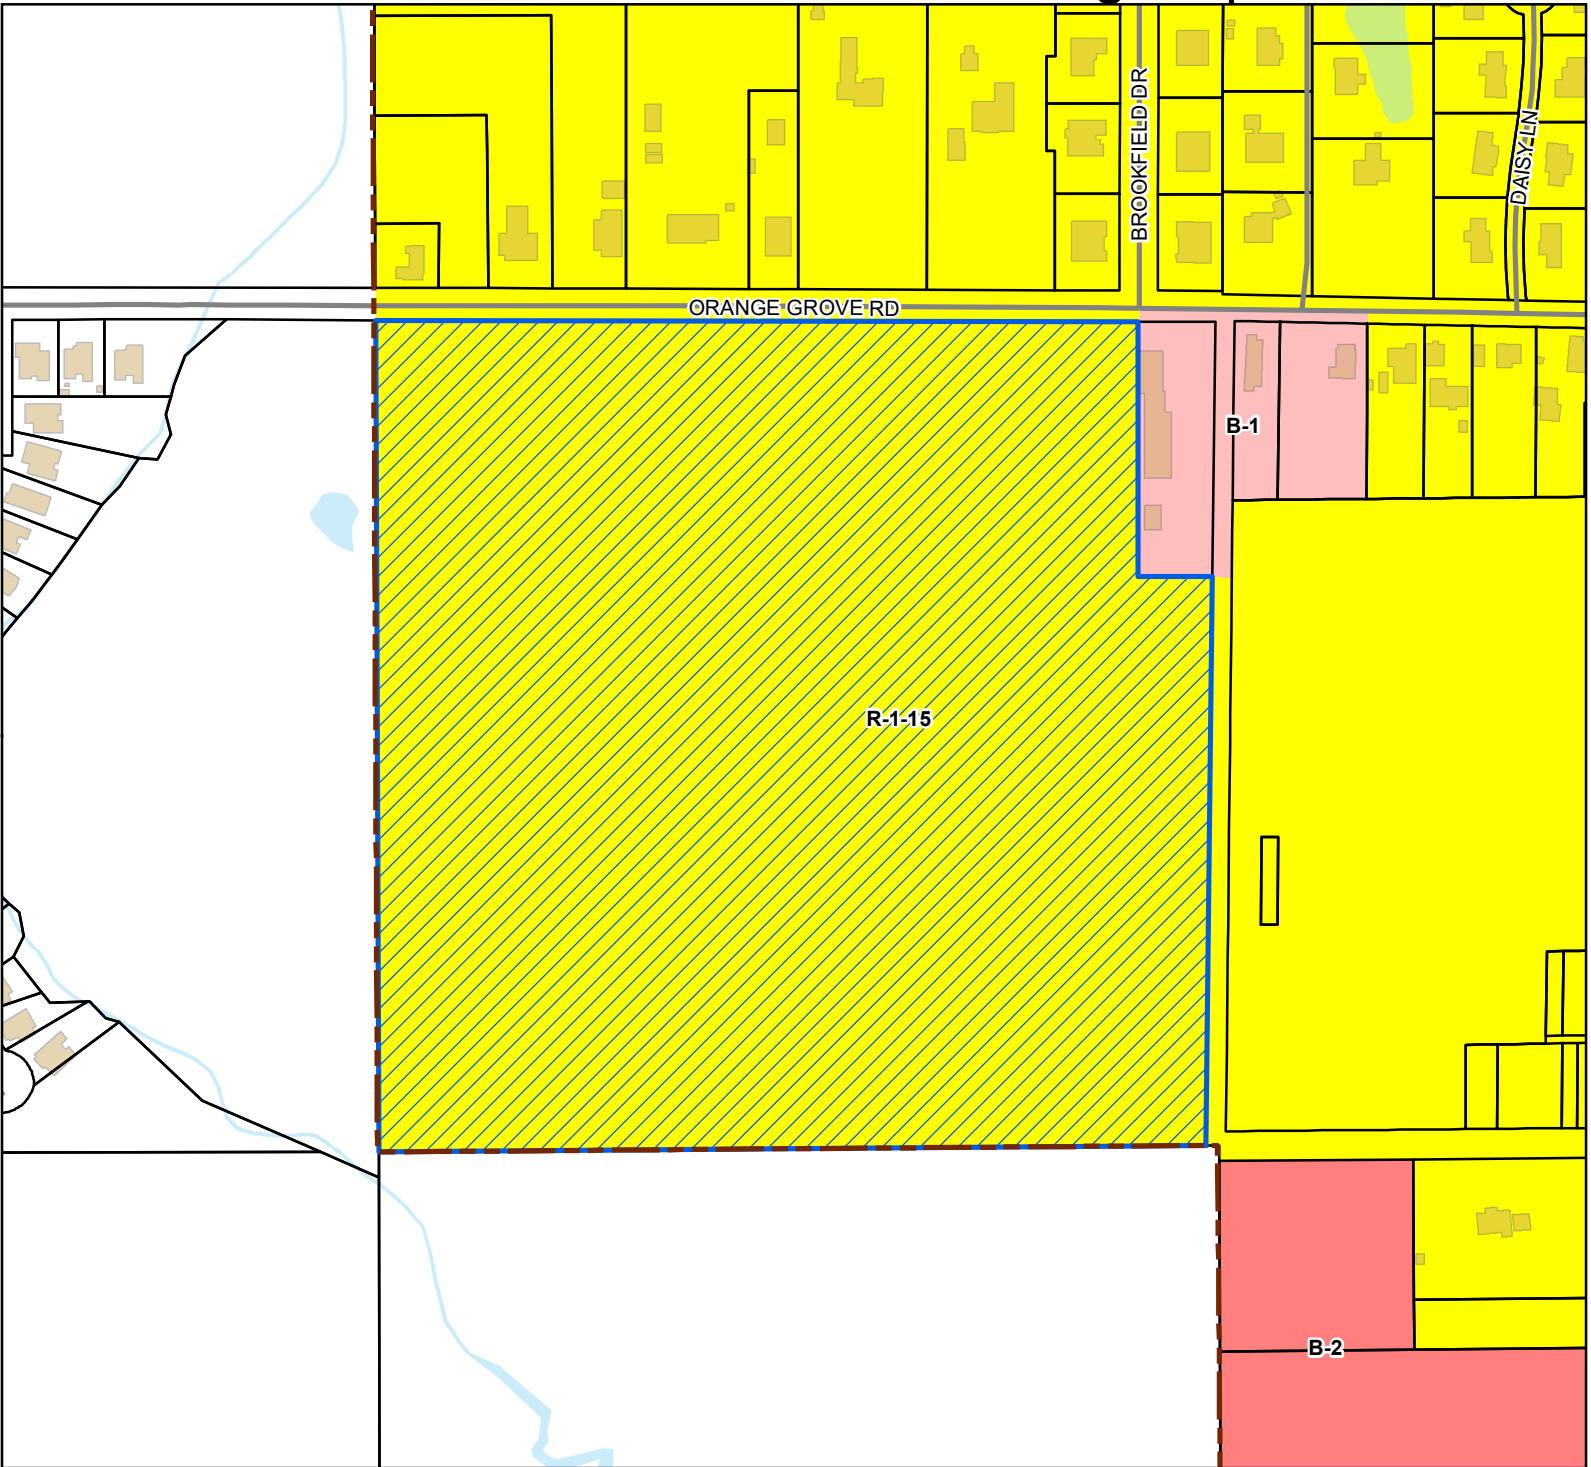 BROOKFIELD DR
DAISY LN
ORANGE GROVE RD
B-1
R-1-15
B-2